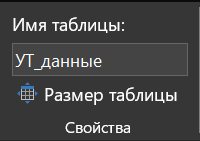 Имя таблицы:
УТ_данные
Размер таблицы
Свойства